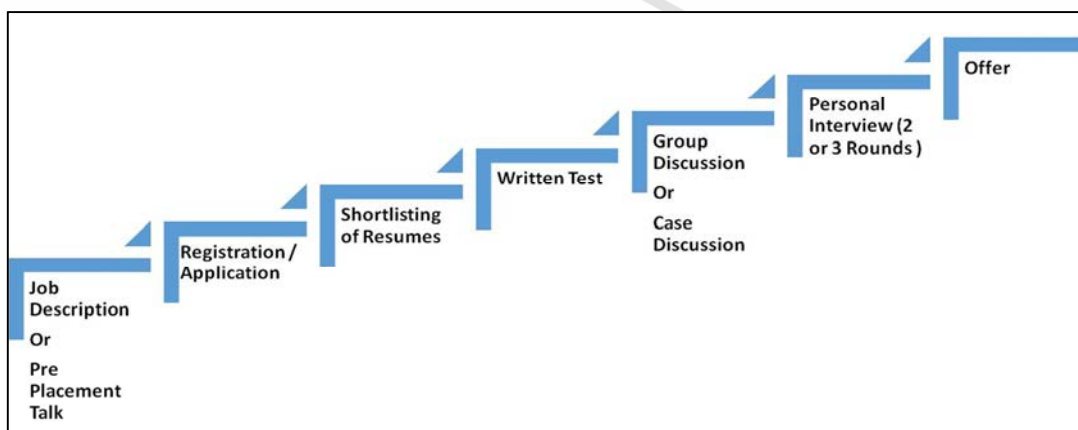 Job
Description
Or
Pre
Placement
Talk
Registration /
Application
Shortlisting
of Resumes
Written Test
Group
Discussion
Or
Case
Discussion
Personal
Interview (2
or 3 Rounds )
Offer